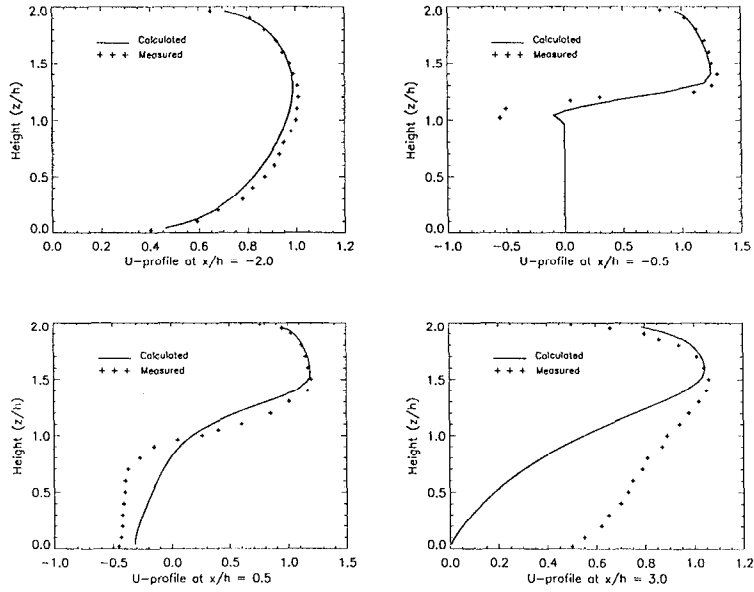 2.0
1.5
1.0
0.5
0.0
Height (z/h)
Calculated
Measured
0.0 0.2 0.4 0.6 0.8 1.0 1.2
U-profile at x/h = -2.0
2.0
1.5
1.0
0.5
0.0
Height (z/h)
Calculated
Measured
-1.0 -0.5 0.0 0.5 1.0 1.5
U-profile at x/h = -0.5
2.0
1.5
1.0
0.5
0.0
Height (z/h)
Calculated
Measured
-1.0 -0.5 0.0 0.5 1.0 1.5
U-profile at x/h = 0.5
2.0
1.5
1.0
0.5
0.0
Height (z/h)
Calculated
Measured
0.0 0.2 0.4 0.6 0.8 1.0 1.2
U-profile at x/h = 3.0